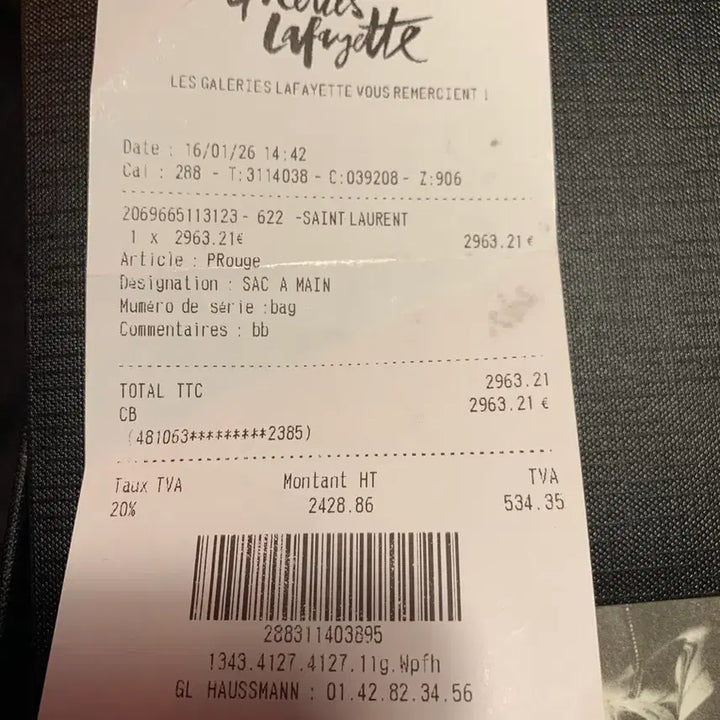 Galeries
Lafayette
LES GALERIES LAFAYETTE VOUS REMERCIENT !
Date : 16/01/26 14:42
Cal : 288 - T:3114038 - C:039208 - Z:906
2069665113123 - 622 -SAINT LAURENT
1 x 2963.21€ 2963.21 €
Article : PRouge
Designation : SAC A MAIN
Muméro de série :bag
Commentaires : bb
TOTAL TTC 2963.21
CB 2963.21 €
(481063*********2385)
Taux TVA Montant HT TVA
20% 2428.86 534.35
288311403895
1343.4127.4127.11g.Wpfh
GL HAUSSMANN : 01.42.82.34.56